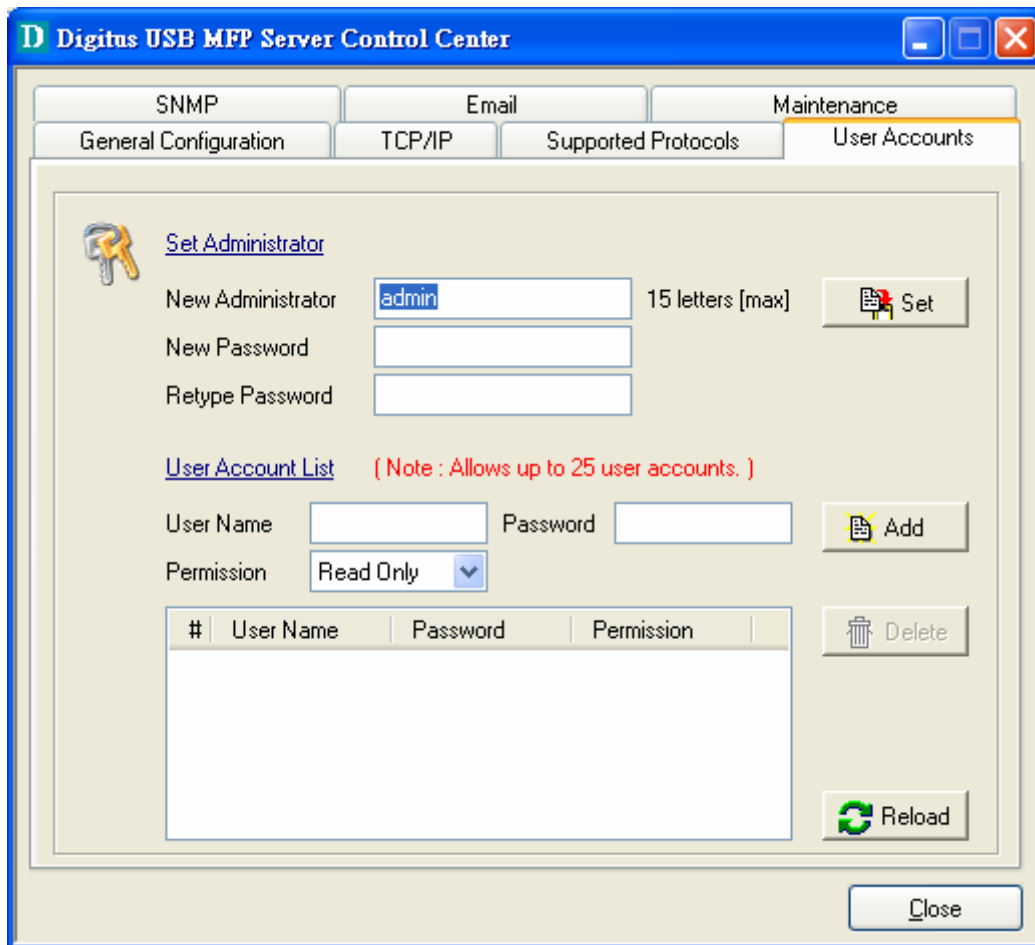 D Digitus USB MFP Server Control Center
SNMP Email Maintenance
General Configuration TCP/IP Supported Protocols User Accounts
Set Administrator
New Administrator admin 15 letters [max] Set
New Password
Retype Password
User Account List ( Note : Allows up to 25 user accounts. )
User Name Password Add
Permission Read Only
# User Name Password Permission Delete
Reload
Close